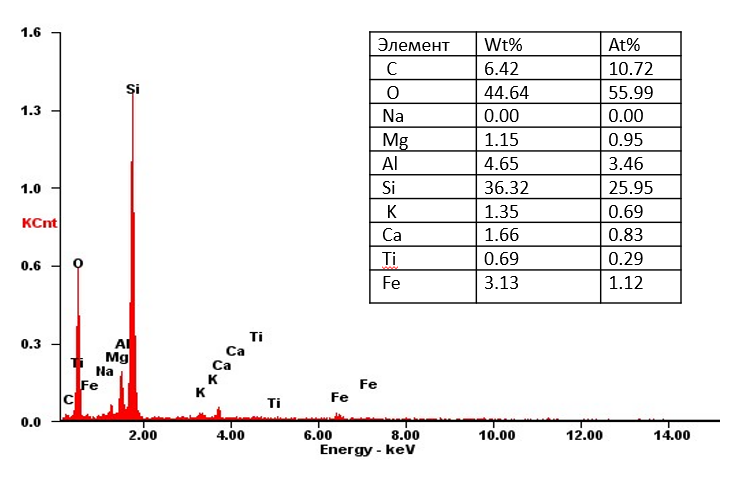 1.6
1.3
1.0
KCnt
0.6
0.3
0.0
Si
O
Ti
Fe
C
Na
Mg
Al
K
K
Ca
Ca
Ti
Ti
Fe
Fe
2.00 4.00 6.00 8.00 10.00 12.00 14.00
Energy - keV
Элемент Wt% At%
C 6.42 10.72
O 44.64 55.99
Na 0.00 0.00
Mg 1.15 0.95
Al 4.65 3.46
Si 36.32 25.95
K 1.35 0.69
Ca 1.66 0.83
Ti 0.69 0.29
Fe 3.13 1.12